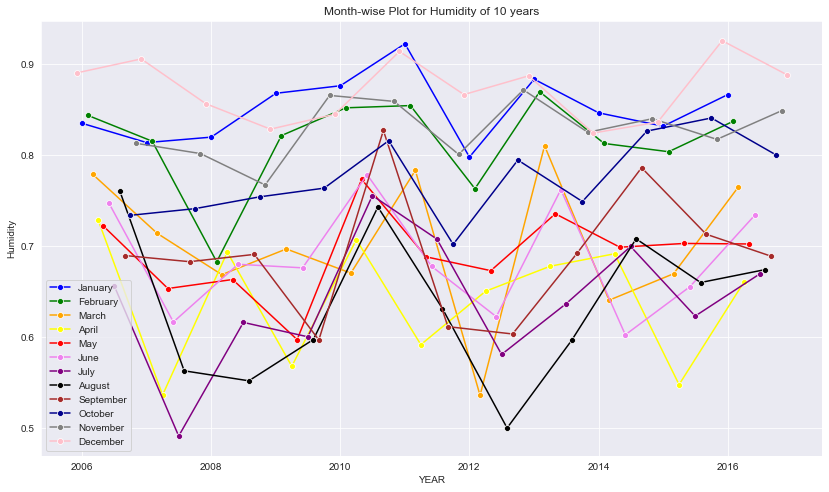 Month-wise Plot for Humidity of 10 years
Humidity
0.9
0.8
0.7
0.6
0.5
January
February
March
April
May
June
July
August
September
October
November
December
2006
2008
2010
2012
2014
2016
YEAR